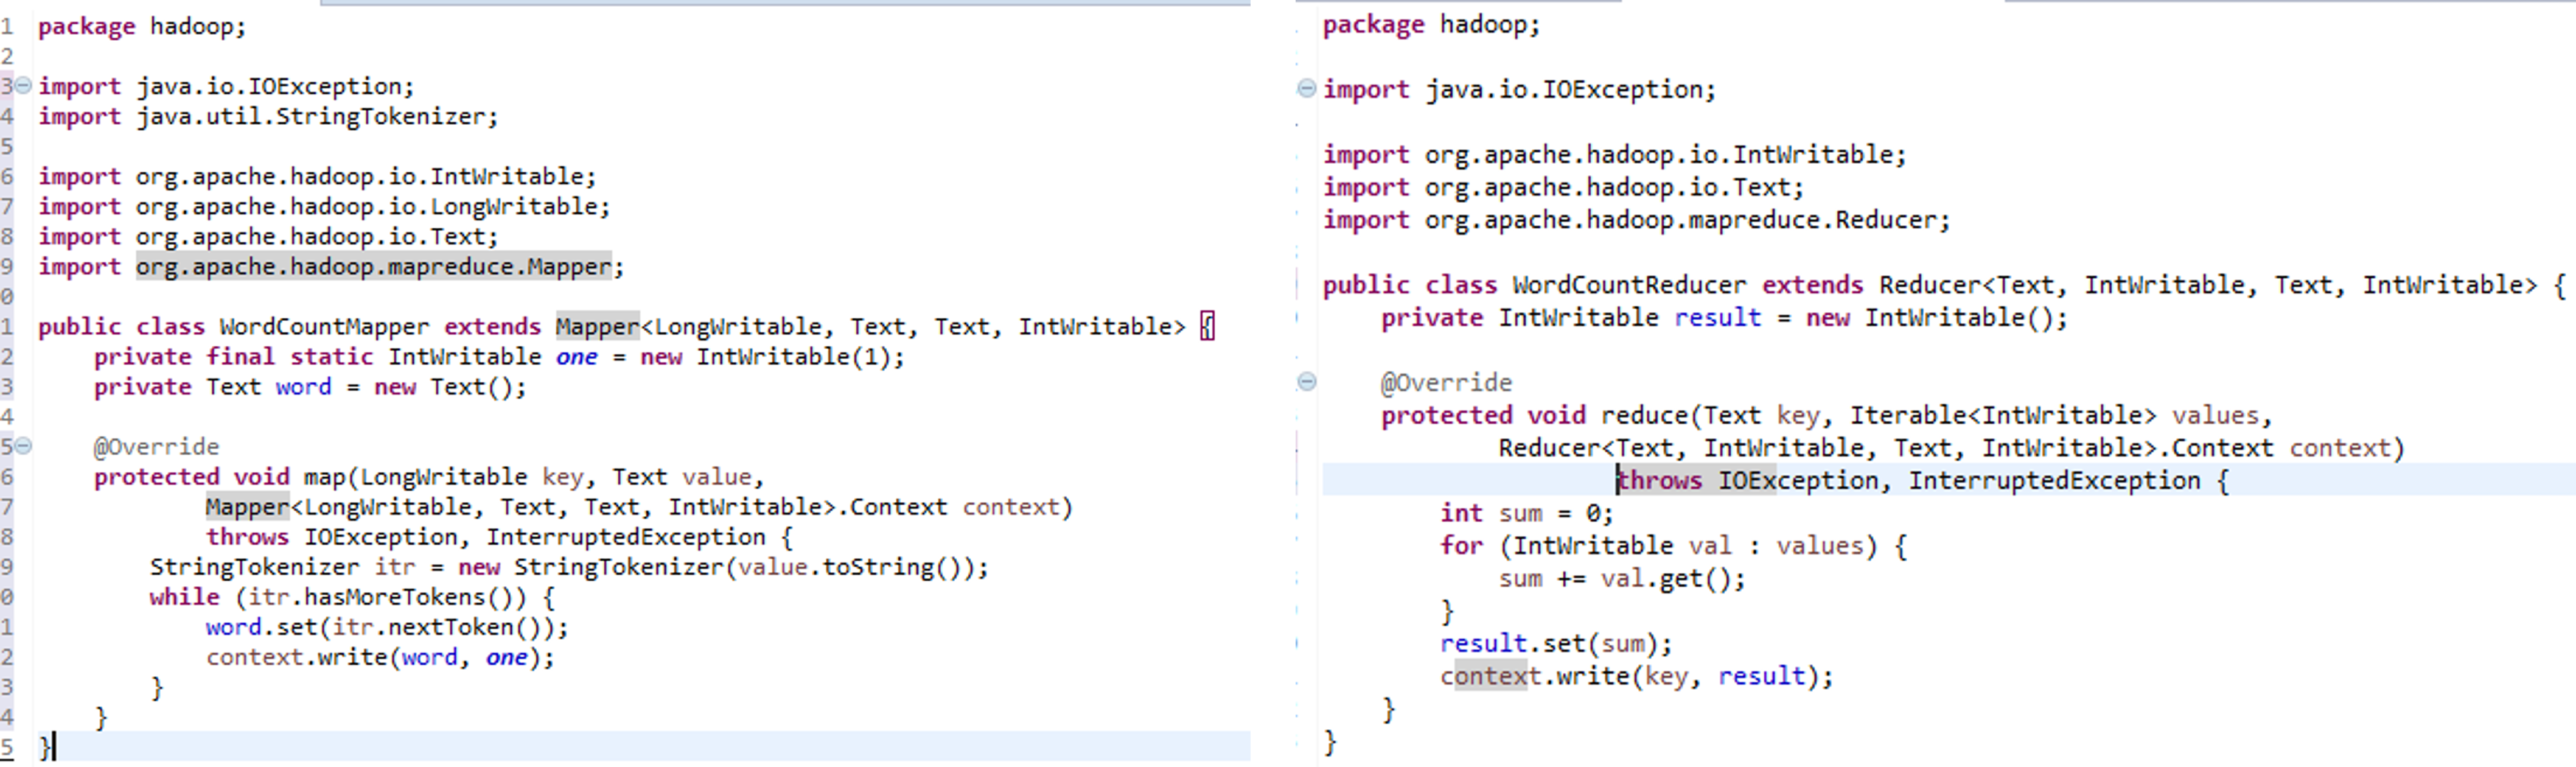 1 package hadoop;
2
3 import java.io.IOException;
4 import java.util.StringTokenizer;
5
6 import org.apache.hadoop.io.IntWritable;
7 import org.apache.hadoop.io.LongWritable;
8 import org.apache.hadoop.io.Text;
9 import org.apache.hadoop.mapreduce.Mapper;
0
1 public class WordCountMapper extends Mapper<LongWritable, Text, Text, IntWritable> {
2     private final static IntWritable one = new IntWritable(1);
3     private Text word = new Text();
4
5     @Override
6     protected void map(LongWritable key, Text value,
7             Mapper<LongWritable, Text, Text, IntWritable>.Context context)
8             throws IOException, InterruptedException {
9         StringTokenizer itr = new StringTokenizer(value.toString());
0         while (itr.hasMoreTokens()) {
1             word.set(itr.nextToken());
2             context.write(word, one);
3         }
4     }
5 }
package hadoop;

import java.io.IOException;

import org.apache.hadoop.io.IntWritable;
import org.apache.hadoop.io.Text;
import org.apache.hadoop.mapreduce.Reducer;

public class WordCountReducer extends Reducer<Text, IntWritable, Text, IntWritable> {
    private IntWritable result = new IntWritable();

    @Override
    protected void reduce(Text key, Iterable<IntWritable> values,
            Reducer<Text, IntWritable, Text, IntWritable>.Context context)
                    throws IOException, InterruptedException {
        int sum = 0;
        for (IntWritable val : values) {
            sum += val.get();
        }
        result.set(sum);
        context.write(key, result);
    }
}